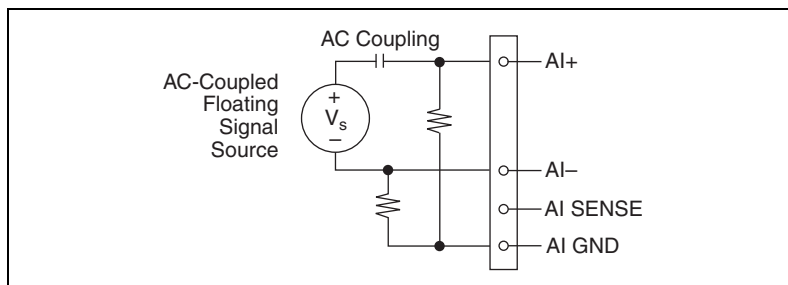 AC Coupling
AC-Coupled
Floating
Signal
Source
+
Vs
–
AI+
AI–
AI SENSE
AI GND